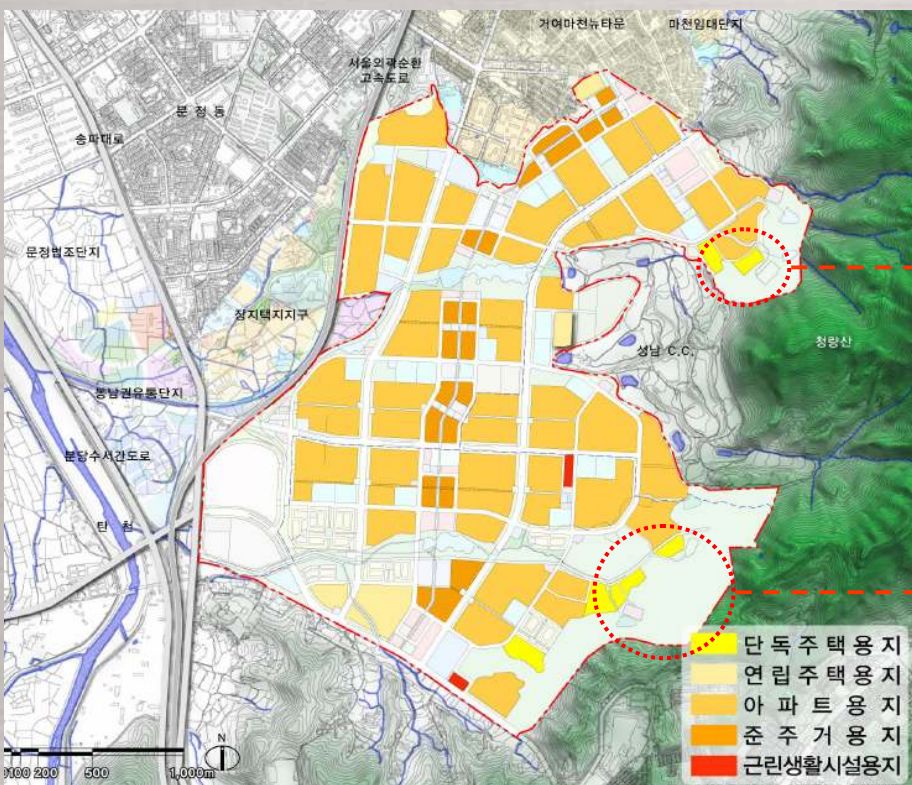 거여마천뉴타운
마천임대단지
서울외곽순환
고속도로
문정동
송파대로
문정법조단지
장지택지지구
성남 C.C.
청량산
동남권유통단지
분당수서간도로
탄천
단독주택용지
연립주택용지
아파트용지
준주거용지
근린생활시설용지
N
0100 200 500 1,000m